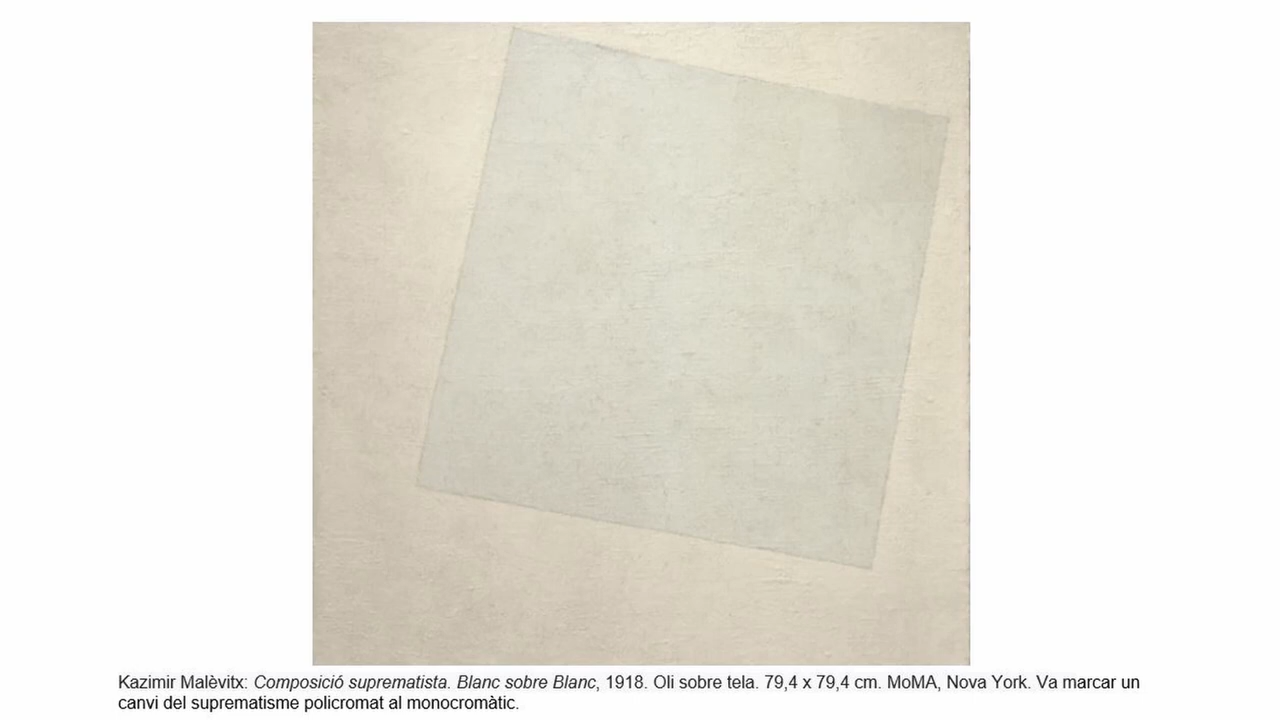 Kazimir Malèvitx: Composició suprematista. Blanc sobre Blanc, 1918. Oli sobre tela. 79,4 x 79,4 cm. MoMA, Nova York. Va marcar un
canvi del suprematisme policromat al monocromàtic.